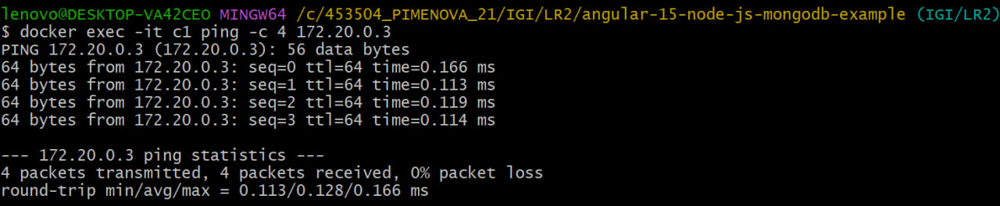 lenovo@DESKTOP-VA42CEO MINGW64 /c/453504_PIMENOVA_21/IGI/LR2/angular-15-node-js-mongodb-example (IGI/LR2)
$ docker exec -it c1 ping -c 4 172.20.0.3
PING 172.20.0.3 (172.20.0.3): 56 data bytes
64 bytes from 172.20.0.3: seq=0 ttl=64 time=0.166 ms
64 bytes from 172.20.0.3: seq=1 ttl=64 time=0.113 ms
64 bytes from 172.20.0.3: seq=2 ttl=64 time=0.119 ms
64 bytes from 172.20.0.3: seq=3 ttl=64 time=0.114 ms
--- 172.20.0.3 ping statistics ---
4 packets transmitted, 4 packets received, 0% packet loss
round-trip min/avg/max = 0.113/0.128/0.166 ms